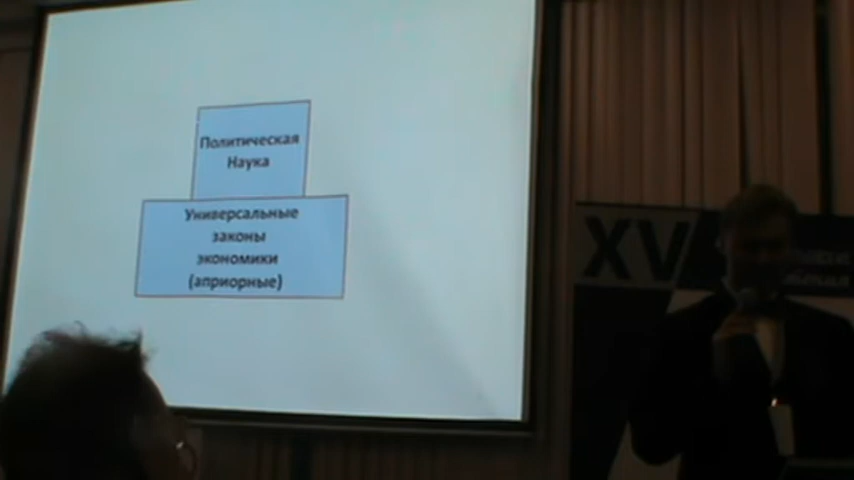 Политическая
Наука
Универсальные
законы
экономики
(априорные)
XV